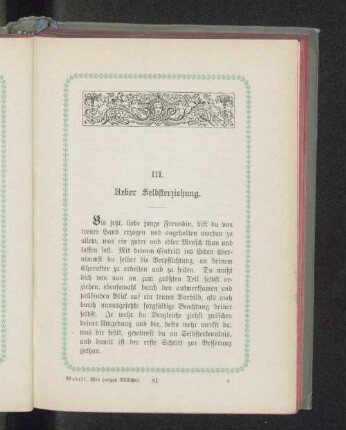 III.
Ueber Selbsterziehung.
Bis jetzt, liebe junge Freundin, bist du von
treuer Hand erzogen und angehalten worden zu
allem, was ein guter und edler Mensch thun und
lassen soll. Mit deinem Eintritt ins Leben über-
nimmst du selber die Verpflichtung, an deinem
Charakter zu arbeiten und zu feilen. Du mußt
dich von nun an zum größten Teil selbst er-
ziehen, ebensowohl durch den aufmerksamen und
prüfenden Blick auf ein teures Vorbild, als auch
durch unausgesetzte sorgfältige Beachtung deiner
selbst. Je mehr du Vergleiche ziehst zwischen
deiner Umgebung und dir, desto mehr merkst du,
was dir fehlt, gewinnst du an Selbsterkenntnis,
und damit ist der erste Schritt zur Besserung
gethan.
junges Mädchen. 81 6